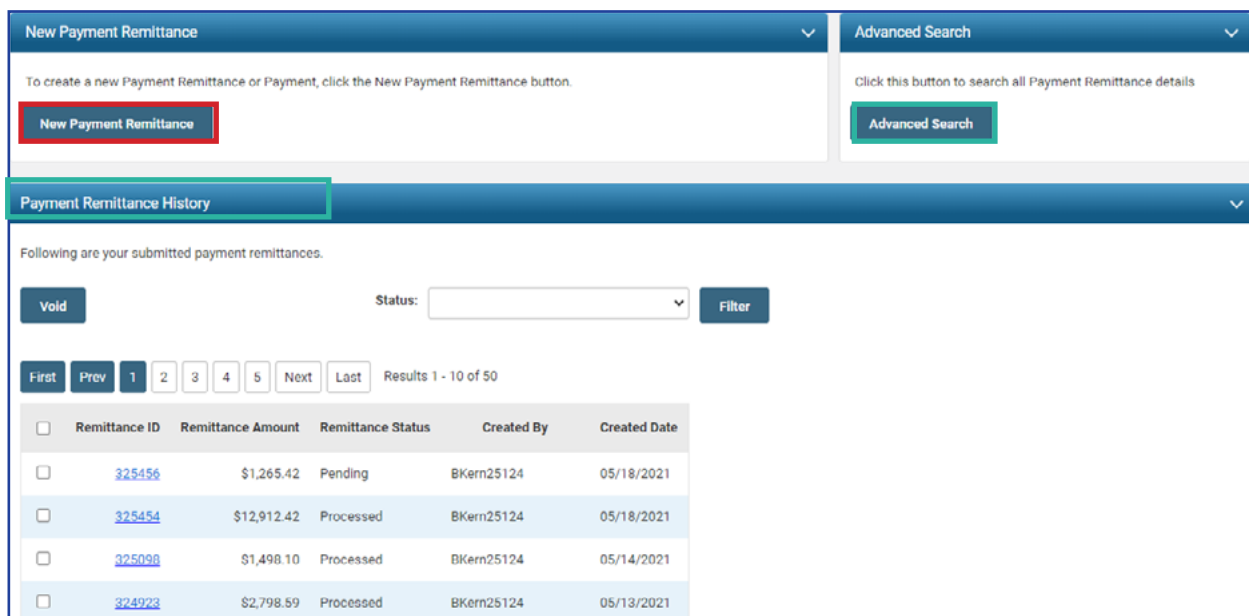 New Payment Remittance
To create a new Payment Remittance or Payment, click the New Payment Remittance button.
New Payment Remittance
Advanced Search
Click this button to search all Payment Remittance details
Advanced Search
Payment Remittance History
Following are your submitted payment remittances.
Void Status: Filter
First Prev 1 2 3 4 5 Next Last Results 1 - 10 of 50
Remittance ID Remittance Amount Remittance Status Created By Created Date
325456 $1,265.42 Pending BKern25124 05/18/2021
325454 $12,912.42 Processed BKern25124 05/18/2021
325098 $1,498.10 Processed BKern25124 05/14/2021
324923 $2,798.59 Processed BKern25124 05/13/2021